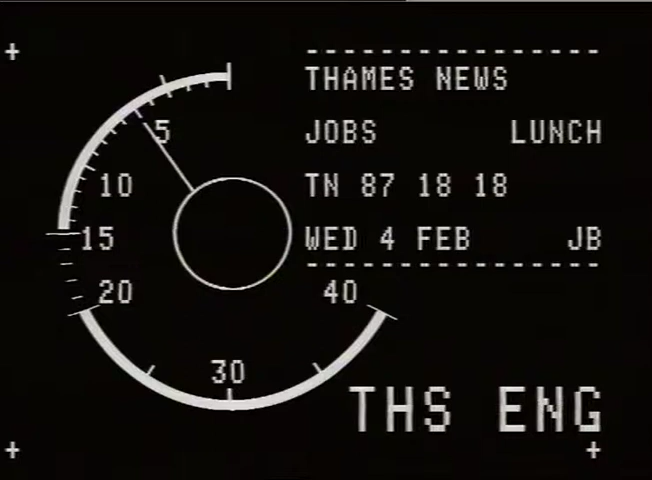 THAMES NEWS
JOBS LUNCH
TN 87 18 18
WED 4 FEB JB
5
10
15
20
30
40
THS ENG